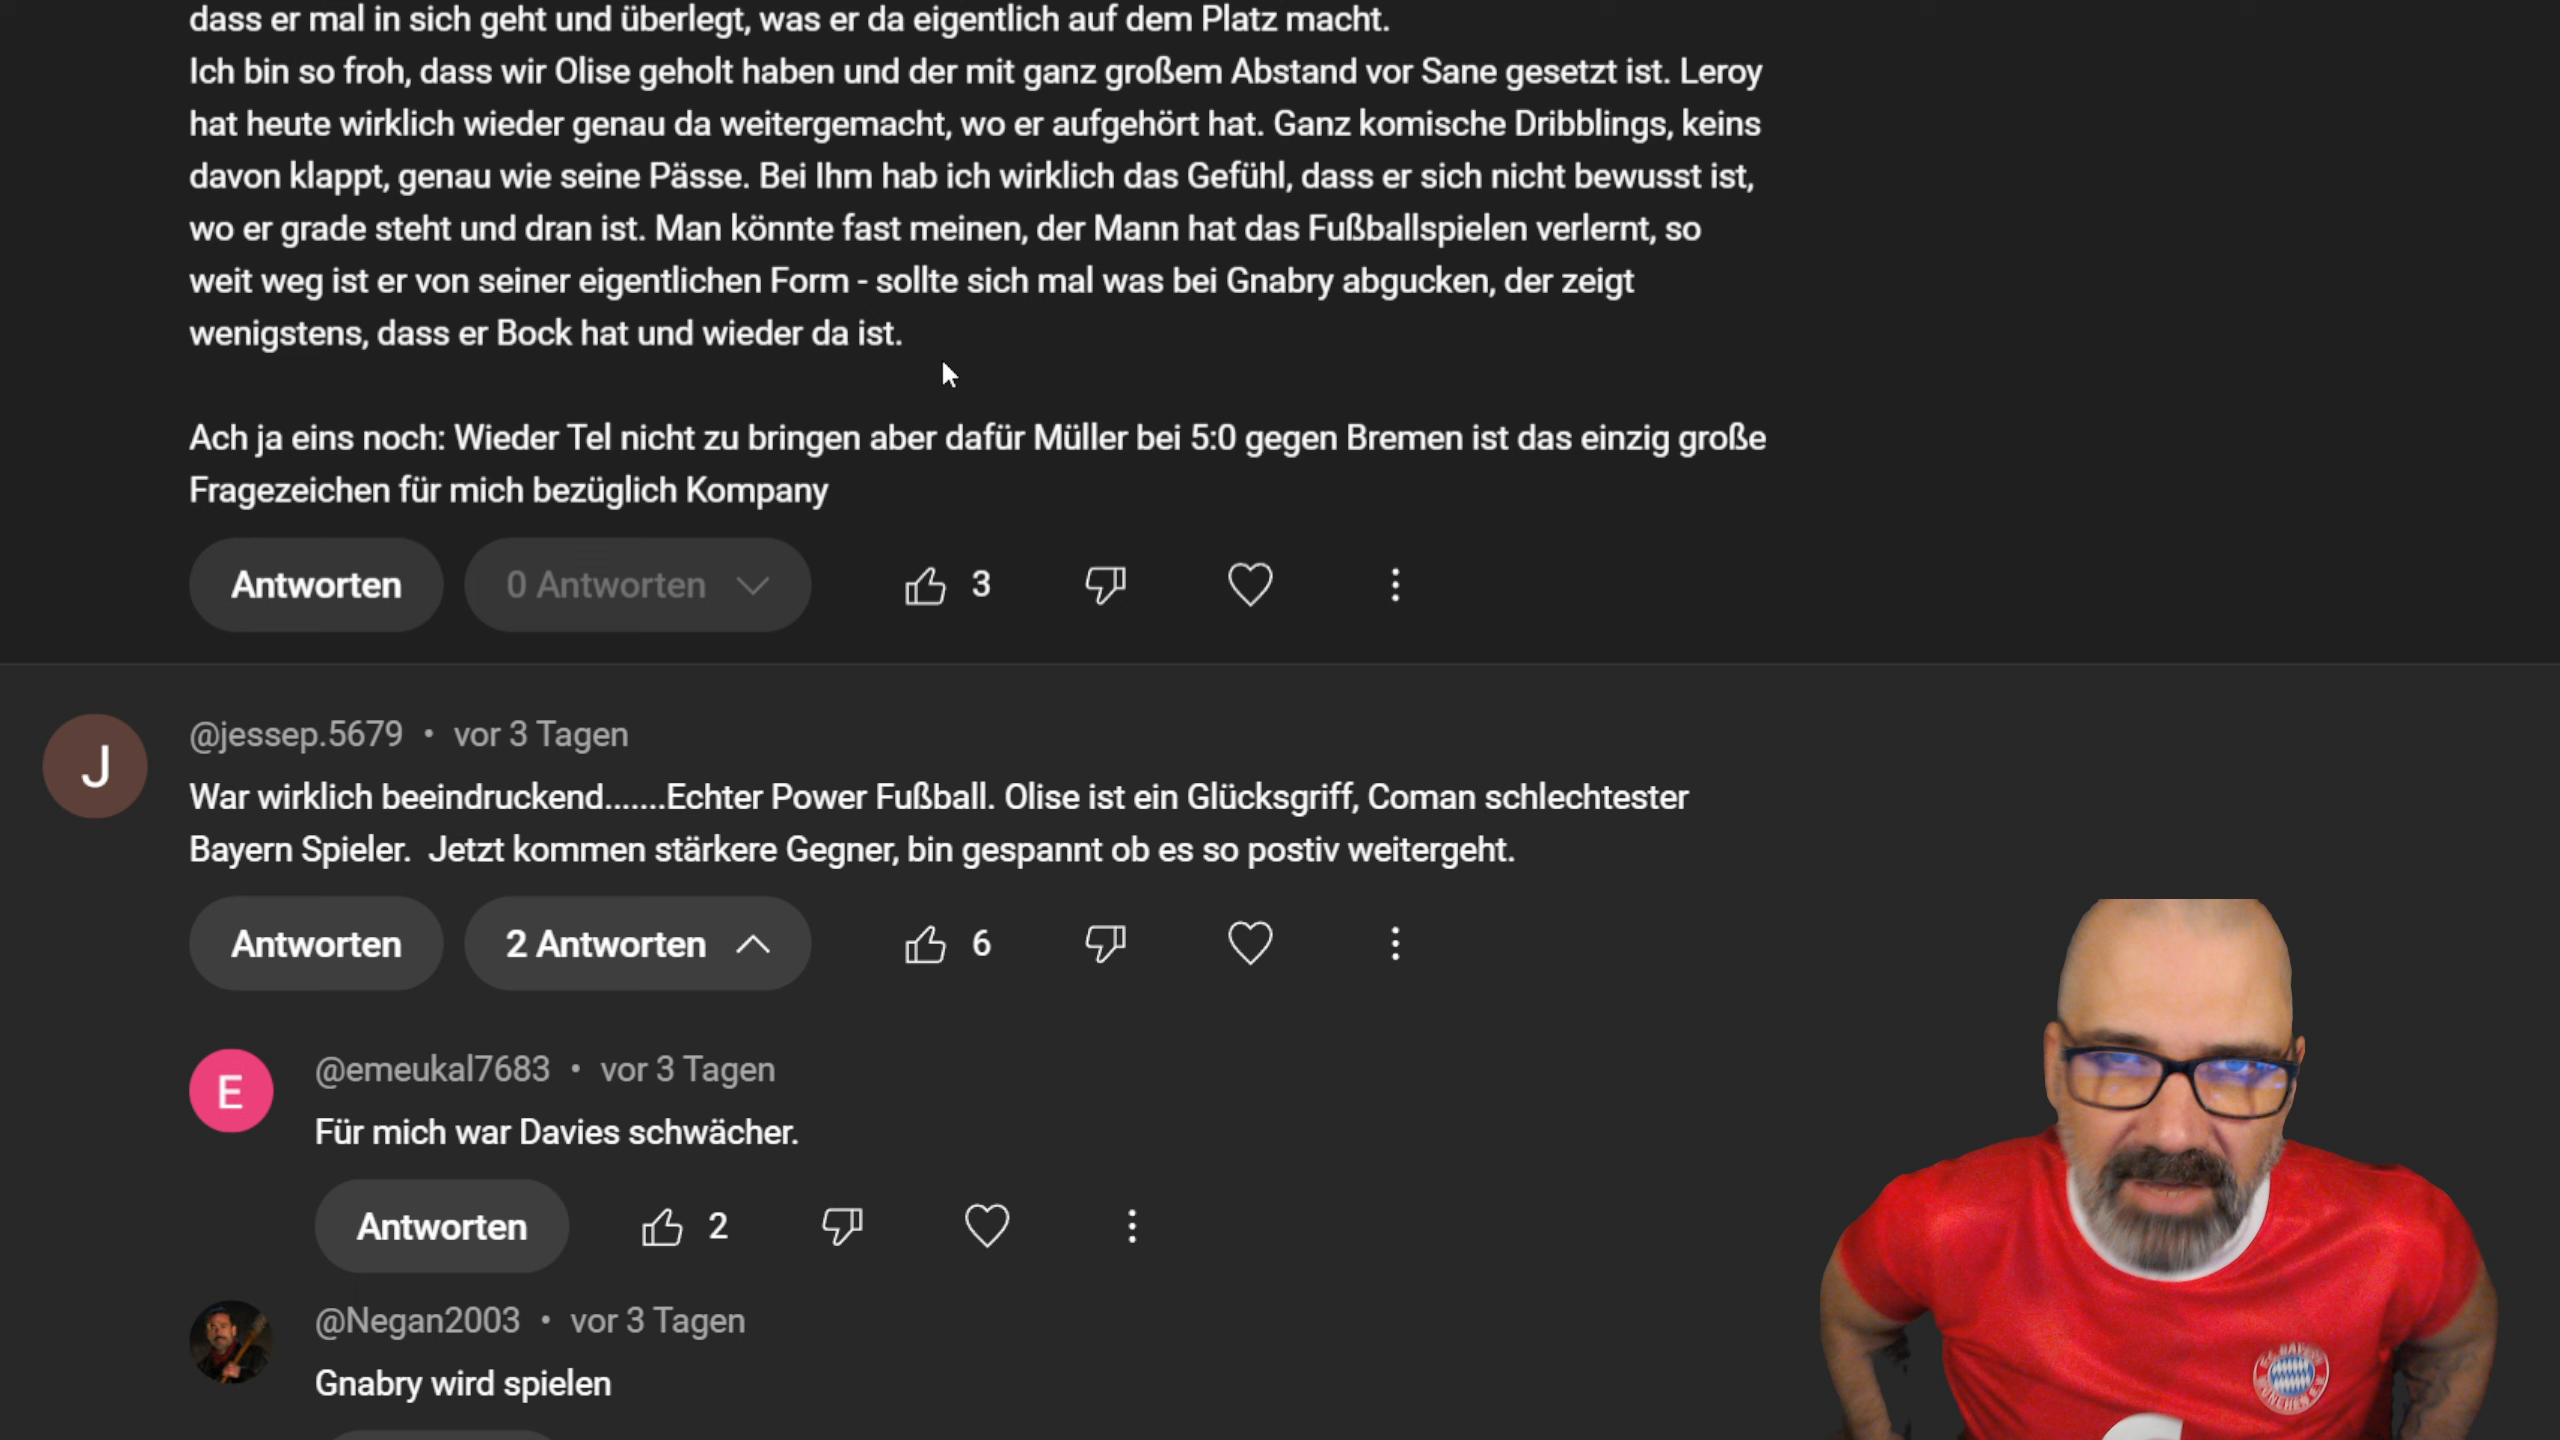 dass er mal in sich geht und überlegt, was er da eigentlich auf dem Platz macht.
Ich bin so froh, dass wir Olise geholt haben und der mit ganz großem Abstand vor Sane gesetzt ist. Leroy
hat heute wirklich wieder genau da weitergemacht, wo er aufgehört hat. Ganz komische Dribblings, keins
davon klappt, genau wie seine Pässe. Bei Ihm hab ich wirklich das Gefühl, dass er sich nicht bewusst ist,
wo er grade steht und dran ist. Man könnte fast meinen, der Mann hat das Fußballspielen verlernt, so
weit weg ist er von seiner eigentlichen Form - sollte sich mal was bei Gnabry abgucken, der zeigt
wenigstens, dass er Bock hat und wieder da ist.
Ach ja eins noch: Wieder Tel nicht zu bringen aber dafür Müller bei 5:0 gegen Bremen ist das einzig große
Fragezeichen für mich bezüglich Kompany
Antworten 0 Antworten 3
J
@jessep.5679 • vor 3 Tagen
War wirklich beeindruckend.......Echter Power Fußball. Olise ist ein Glücksgriff, Coman schlechtester
Bayern Spieler.  Jetzt kommen stärkere Gegner, bin gespannt ob es so postiv weitergeht.
Antworten 2 Antworten 6
E
@emeukal7683 • vor 3 Tagen
Für mich war Davies schwächer.
Antworten 2
@Negan2003 • vor 3 Tagen
Gnabry wird spielen